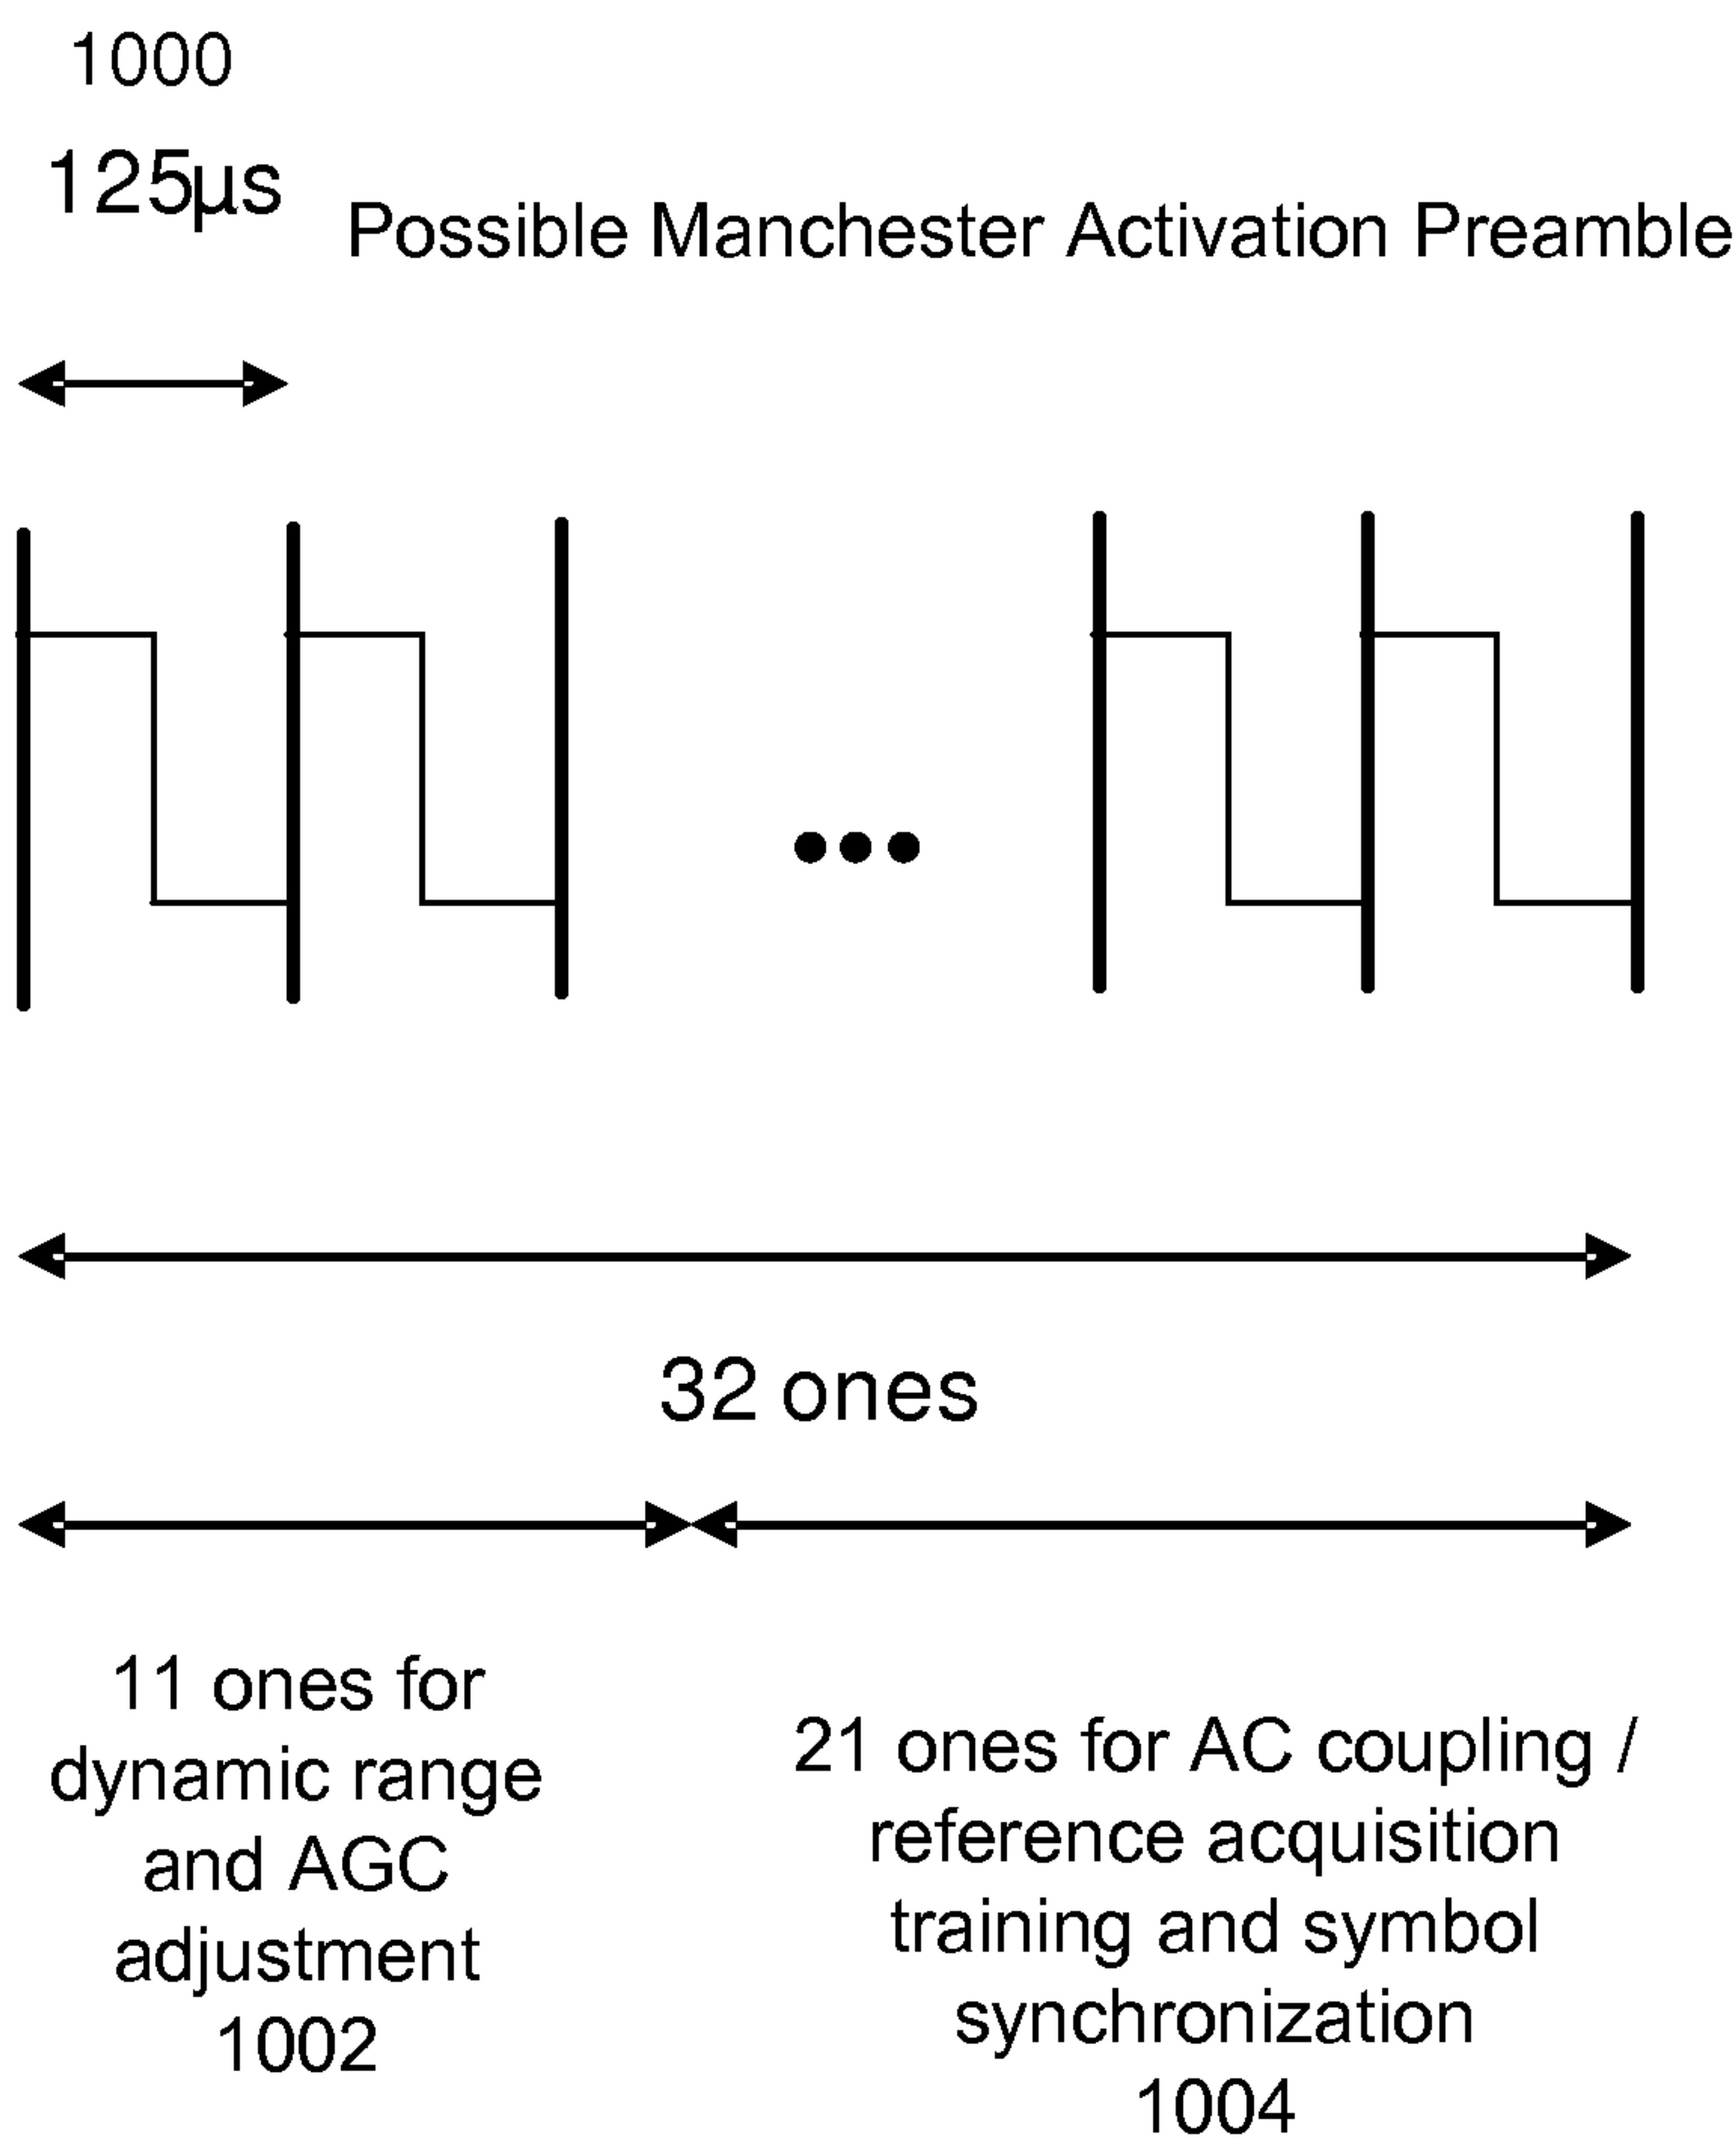 1000
125µs
Possible Manchester Activation Preamble
32 ones
11 ones for
dynamic range
and AGC
adjustment
1002
21 ones for AC coupling /
reference acquisition
training and symbol
synchronization
1004